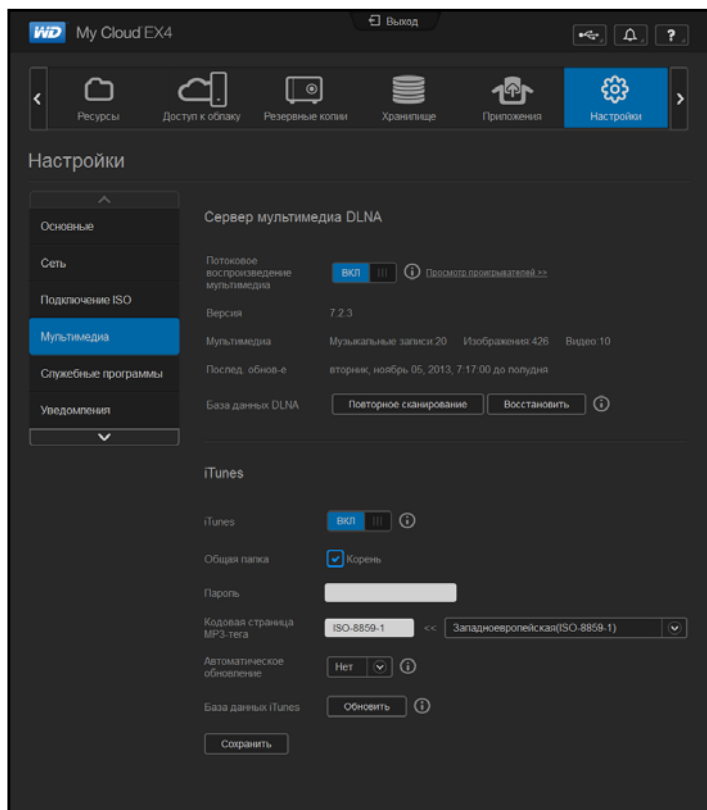 WD My Cloud EX4
Выход
?
Ресурсы
Доступ к облаку
Резервные копии
Хранилище
Приложения
Настройки
Настройки
Основные
Сеть
Подключение ISO
Мультимедиа
Служебные программы
Уведомления
Сервер мультимедиа DLNA
Потоковое
воспроизведение
мультимедиа
ВКЛ
Просмотр проигрывателей >>
Версия
7.2.3
Мультимедиа
Музыкальные записи:20 Изображения:426 Видео:10
Послед. обнов-е
вторник, ноябрь 05, 2013, 7:17:00 до полудня
База данных DLNA
Повторное сканирование
Восстановить
iTunes
iTunes
ВКЛ
Общая папка
Корень
Пароль
Кодовая страница
MP3-тега
ISO-8859-1
<<
Западноевропейская(ISO-8859-1)
Автоматическое
обновление
Нет
База данных iTunes
Обновить
Сохранить